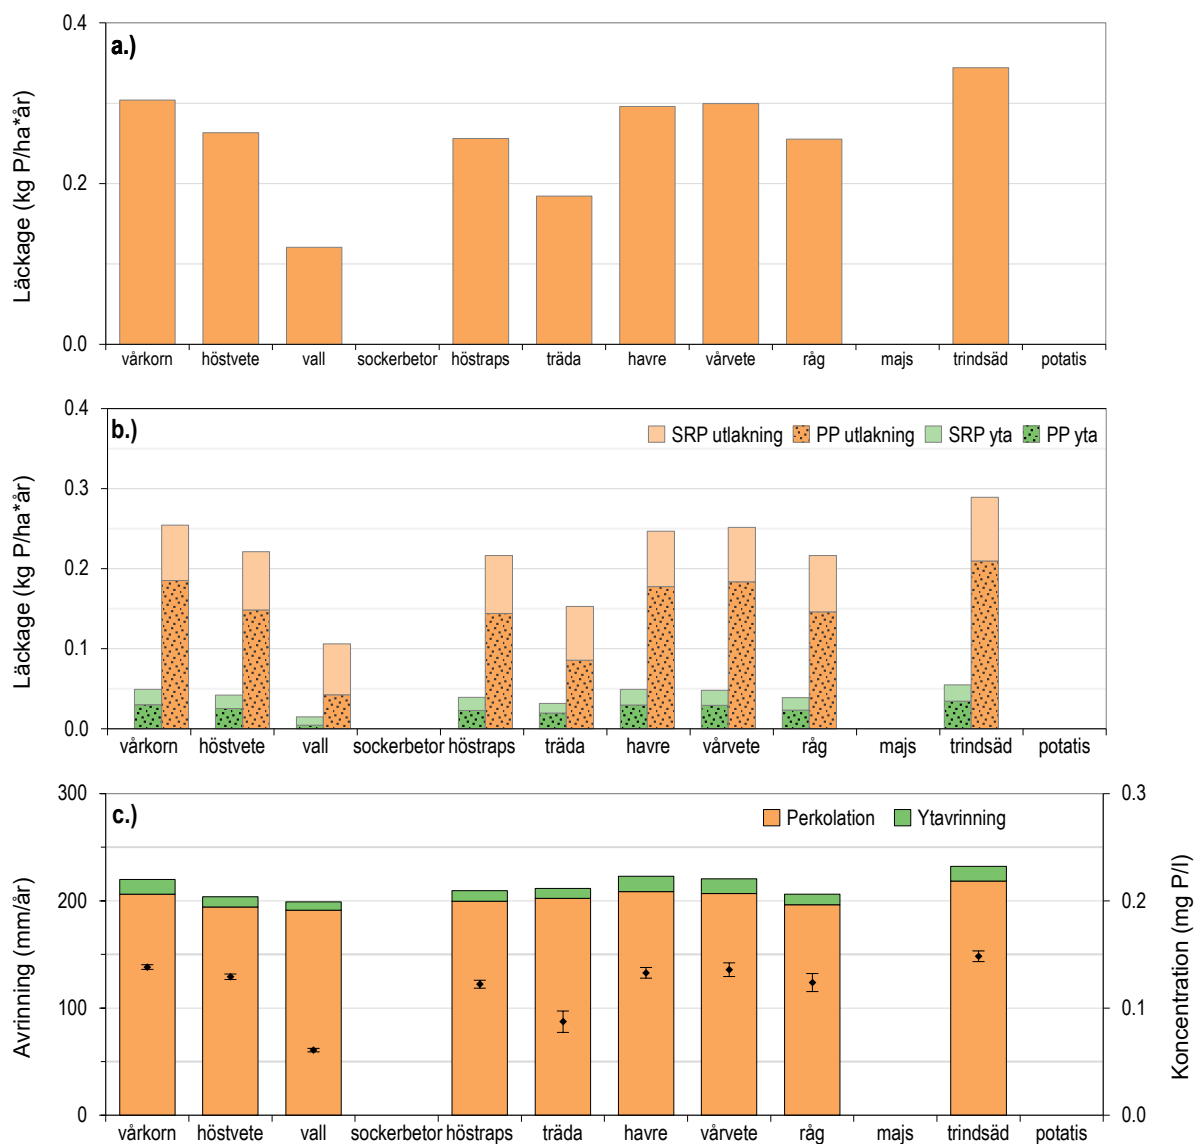 a.)
Läckage (kg P/ha*år)
0.4
0.2
0.0
vårkorn höstvete vall sockerbetor höstraps träda havre vårvete råg majs trindsäd potatis
b.)
SRP utlakning PP utlakning SRP yta PP yta
Läckage (kg P/ha*år)
0.4
0.3
0.2
0.1
0.0
vårkorn höstvete vall sockerbetor höstraps träda havre vårvete råg majs trindsäd potatis
c.)
Perkolation Ytavrinning
Avrinning (mm/år)
300
200
100
0
Koncentration (mg P/l)
0.3
0.2
0.1
0.0
vårkorn höstvete vall sockerbetor höstraps träda havre vårvete råg majs trindsäd potatis